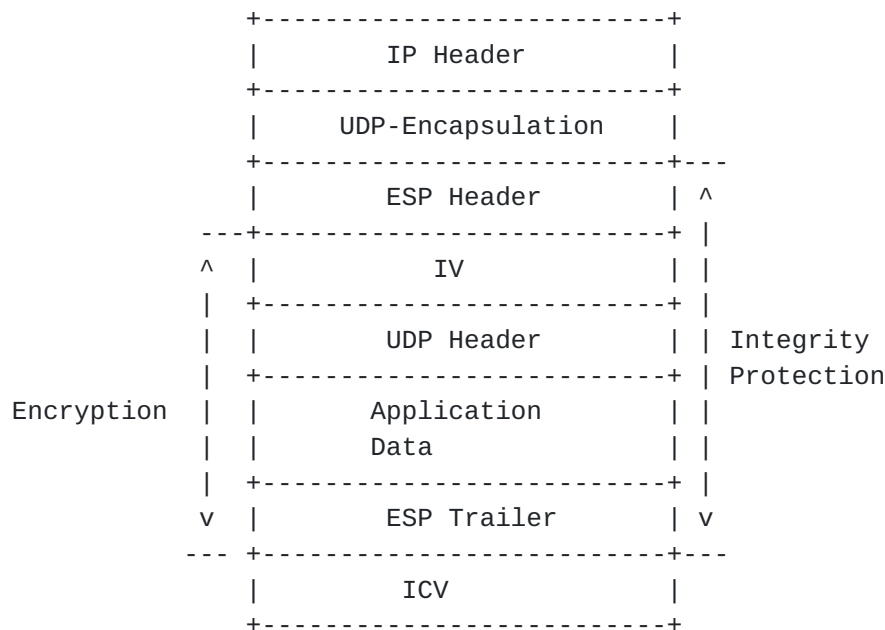 IP Header
UDP-Encapsulation
ESP Header
IV
UDP Header
Integrity
Protection
Encryption
Application
Data
ESP Trailer
ICV